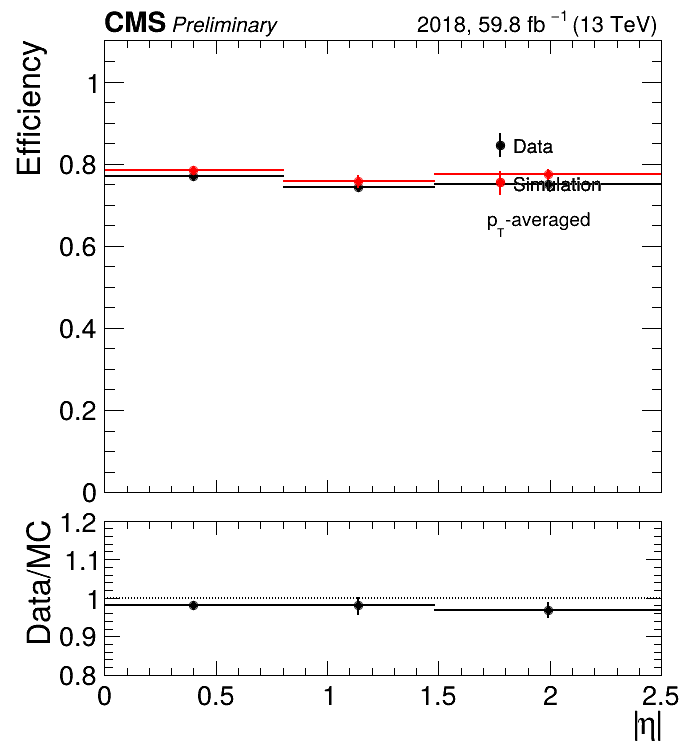 CMS Preliminary 2018, 59.8 fb⁻¹ (13 TeV)
Efficiency
1
0.8
0.6
0.4
0.2
0
Data
Simulation
p_T-averaged
Data/MC
1.2
1.1
1
0.9
0.8
0 0.5 1 1.5 2 2.5
|η|